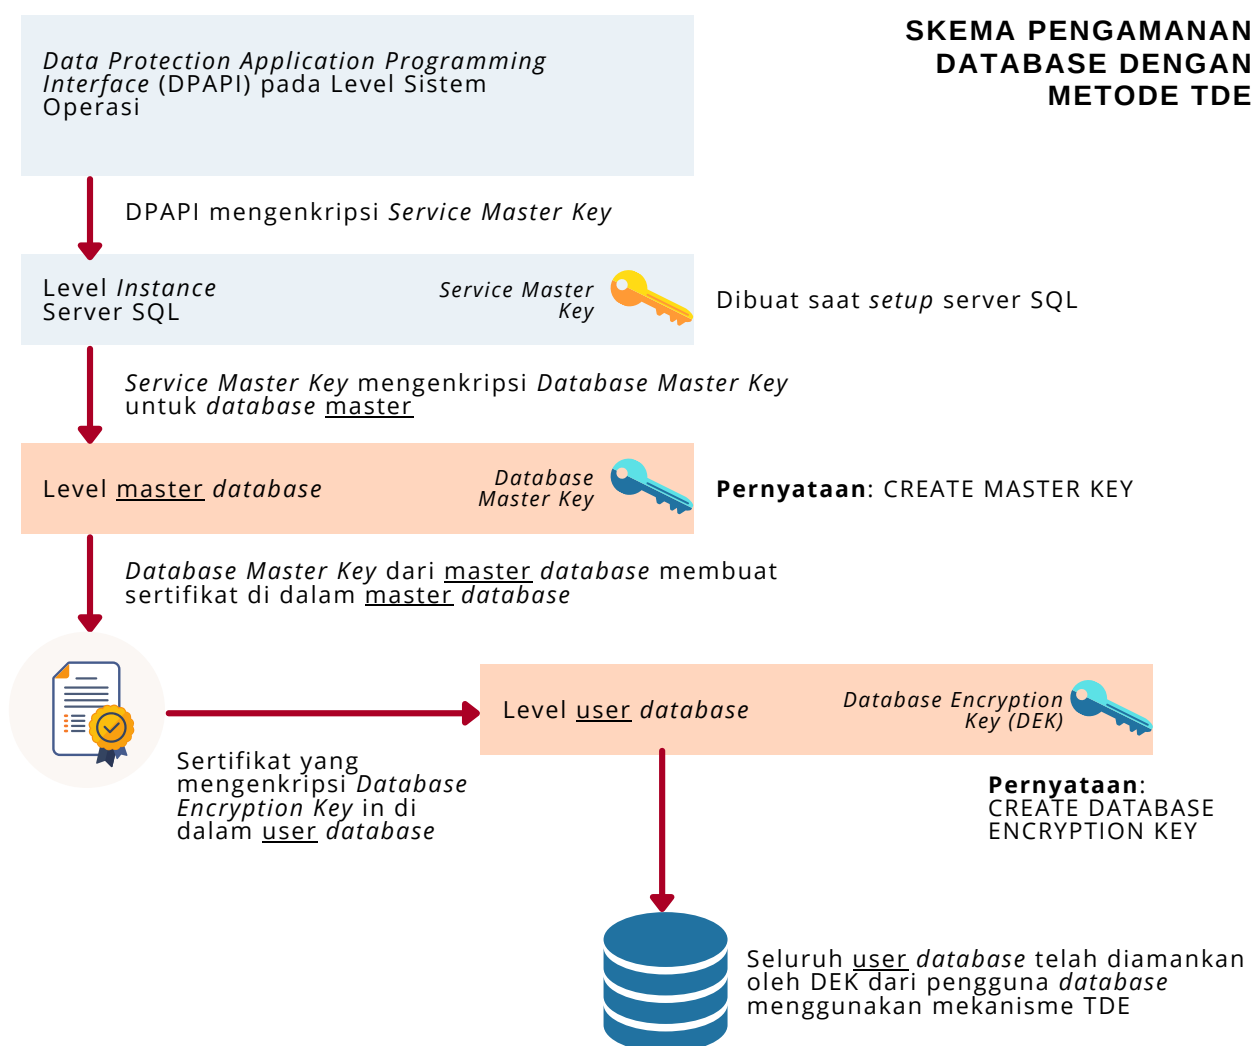 SKEMA PENGAMANAN
DATABASE DENGAN
METODE TDE
Data Protection Application Programming
Interface (DPAPI) pada Level Sistem
Operasi
DPAPI mengenkripsi Service Master Key
Level Instance
Server SQL
Service Master
Key
Dibuat saat setup server SQL
Service Master Key mengenkripsi Database Master Key
untuk database master
Level master database
Database
Master Key
Pernyataan: CREATE MASTER KEY
Database Master Key dari master database membuat
sertifikat di dalam master database
Level user database
Database Encryption
Key (DEK)
Sertifikat yang
mengenkripsi Database
Encryption Key in di
dalam user database
Pernyataan:
CREATE DATABASE
ENCRYPTION KEY
Seluruh user database telah diamankan
oleh DEK dari pengguna database
menggunakan mekanisme TDE